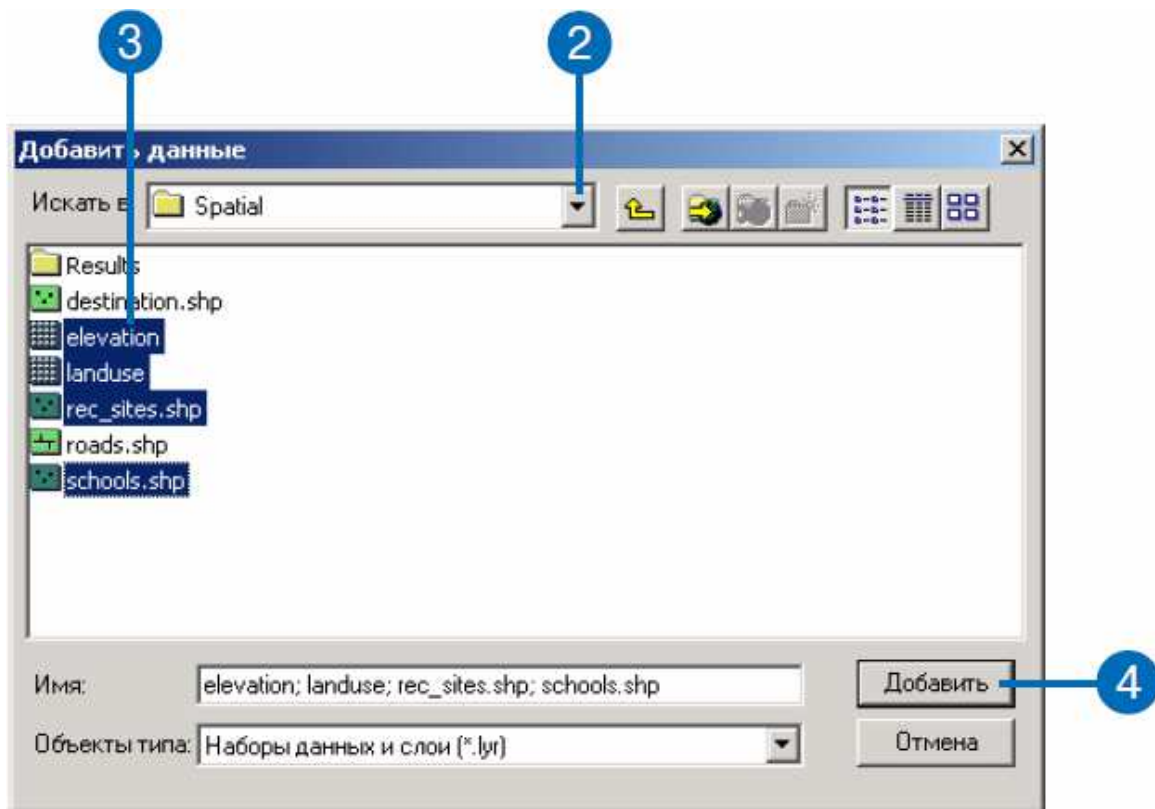 3
2
Добавить данные
Искать в:
Spatial
Results
destination.shp
elevation
landuse
rec_sites.shp
roads.shp
schools.shp
Имя:
elevation; landuse; rec_sites.shp; schools.shp
Добавить
4
Объекты типа:
Наборы данных и слои (*.lyr)
Отмена